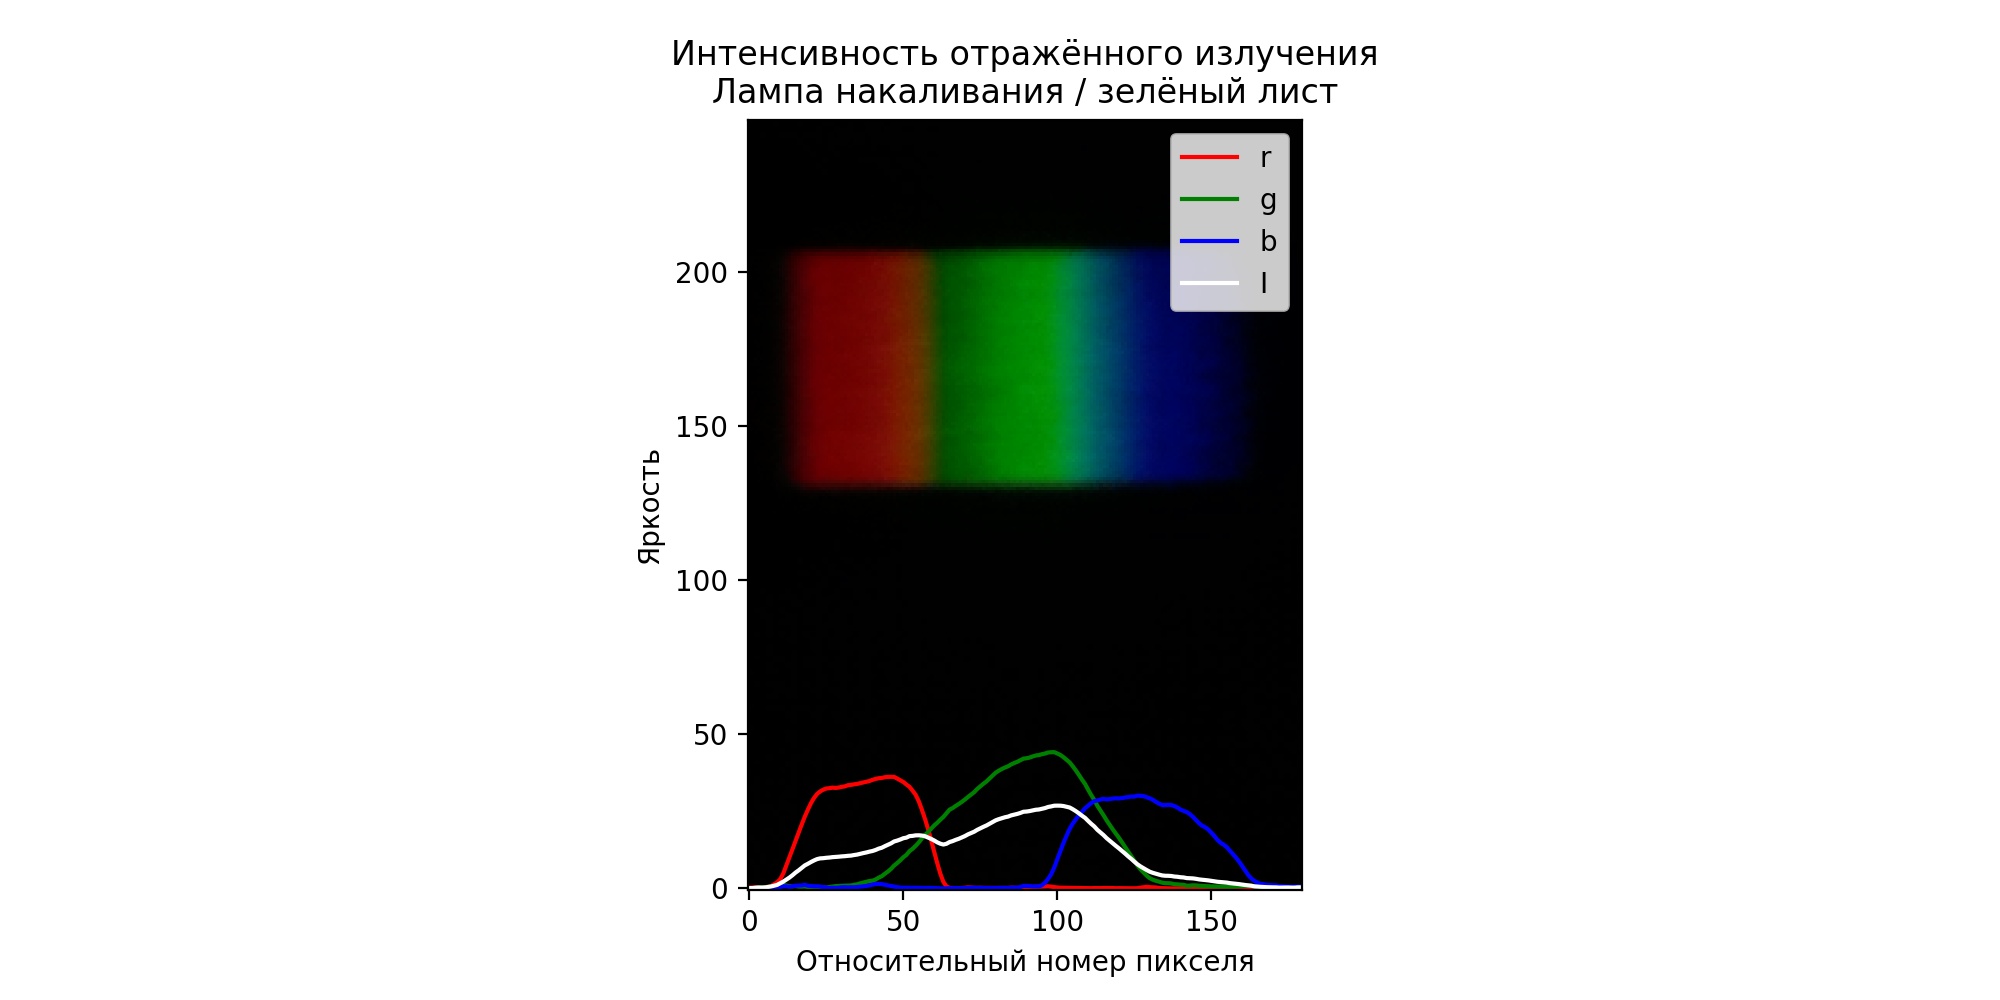 Интенсивность отражённого излучения
Лампа накаливания / зелёный лист
r
g
b
l
200
150
100
50
0
Яркость
0 50 100 150
Относительный номер пикселя